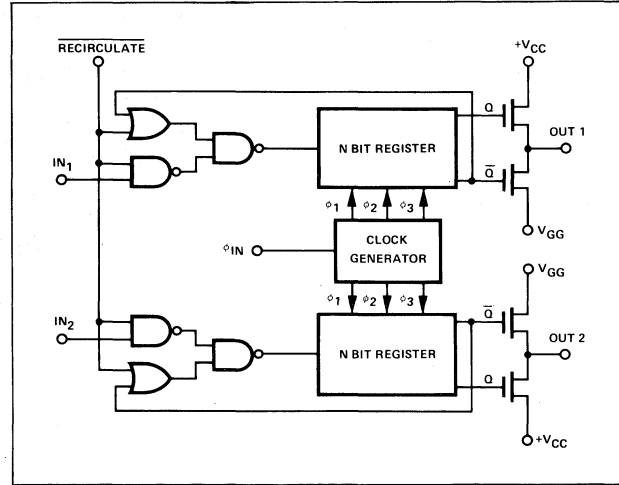 RECIRCULATE
+VCC
Q
N BIT REGISTER
OUT 1
IN1
Q̅
ϕ1 ϕ2 ϕ3
VGG
ϕIN
CLOCK
GENERATOR
VGG
ϕ1 ϕ2 ϕ3
IN2
Q̅
N BIT REGISTER
OUT 2
Q
+VCC